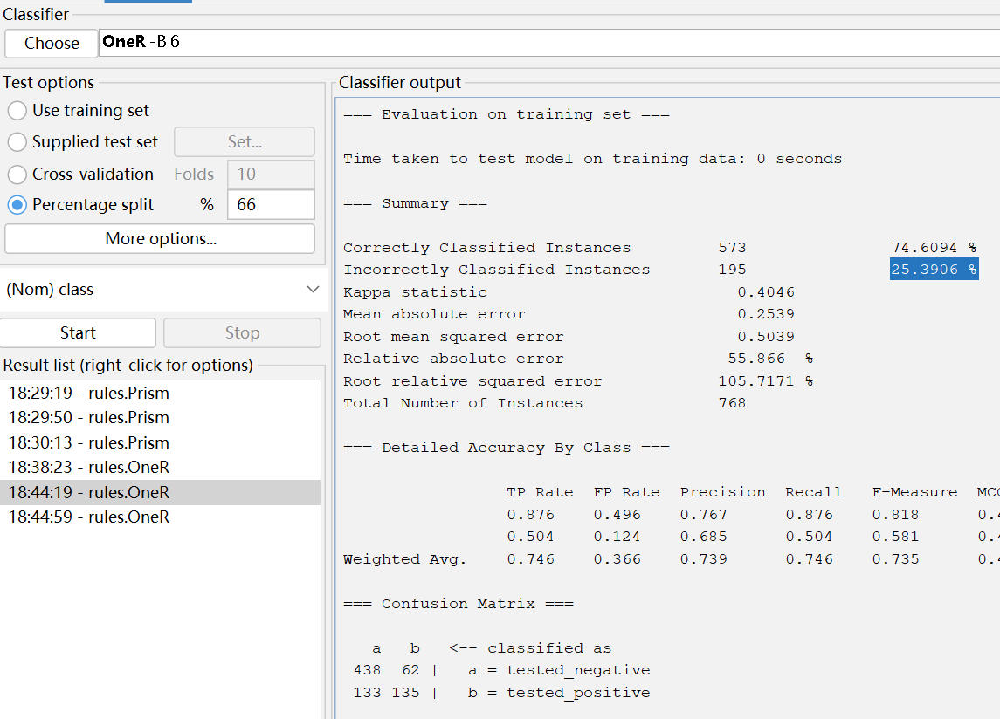 Classifier
Choose OneR -B 6
Test options
Use training set
Supplied test set Set...
Cross-validation Folds 10
Percentage split % 66
More options...
(Nom) class
Start Stop
Result list (right-click for options)
18:29:19 - rules.Prism
18:29:50 - rules.Prism
18:30:13 - rules.Prism
18:38:23 - rules.OneR
18:44:19 - rules.OneR
18:44:59 - rules.OneR
Classifier output
=== Evaluation on training set ===
Time taken to test model on training data: 0 seconds
=== Summary ===
Correctly Classified Instances 573 74.6094 %
Incorrectly Classified Instances 195 25.3906 %
Kappa statistic 0.4046
Mean absolute error 0.2539
Root mean squared error 0.5039
Relative absolute error 55.866 %
Root relative squared error 105.7171 %
Total Number of Instances 768
=== Detailed Accuracy By Class ===
TP Rate FP Rate Precision Recall F-Measure
0.876 0.496 0.767 0.876 0.818
0.504 0.124 0.685 0.504 0.581
Weighted Avg. 0.746 0.366 0.739 0.746 0.735
=== Confusion Matrix ===
a b <-- classified as
438 62 | a = tested_negative
133 135 | b = tested_positive